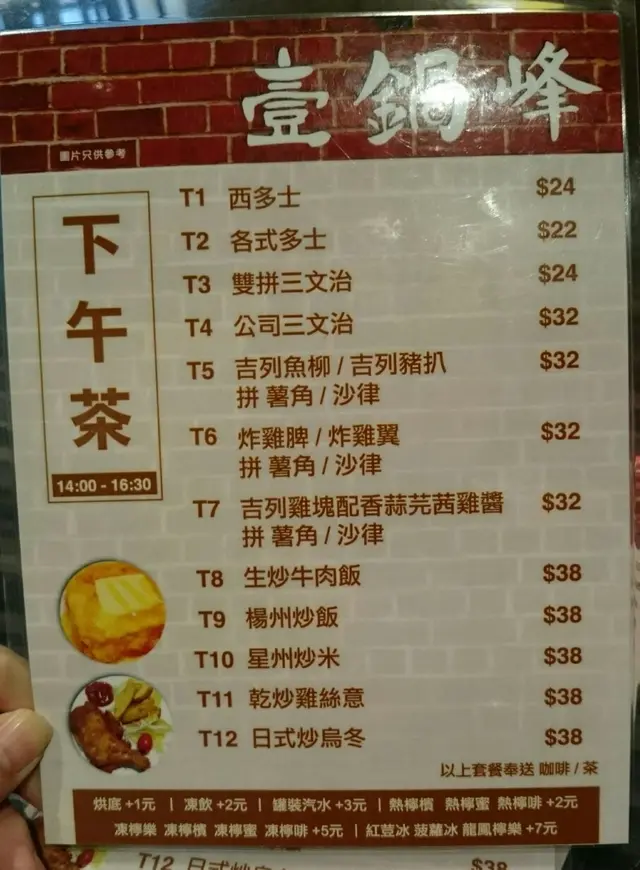 壹鍋峰
圖片只供參考
下午茶
14:00 - 16:30
T1 西多士 $24
T2 各式多士 $22
T3 雙拼三文治 $24
T4 公司三文治 $32
T5 吉列魚柳 / 吉列豬扒 $32
拼 薯角 / 沙律
T6 炸雞脾 / 炸雞翼 $32
拼 薯角 / 沙律
T7 吉列雞塊配香蒜芫茜雞醬 $32
拼 薯角 / 沙律
T8 生炒牛肉飯 $38
T9 楊州炒飯 $38
T10 星州炒米 $38
T11 乾炒雞絲意 $38
T12 日式炒烏冬 $38
以上套餐奉送 咖啡 / 茶
烘底 +1元 | 凍飲 +2元 | 罐裝汽水 +3元 | 熱檸檬 熱檸蜜 熱檸啡 +2元
凍檸樂 凍檸檬 凍檸蜜 凍檸啡 +5元 | 紅荳冰 菠蘿冰 龍鳳檸樂 +7元
T12 日式炒烏冬 $38